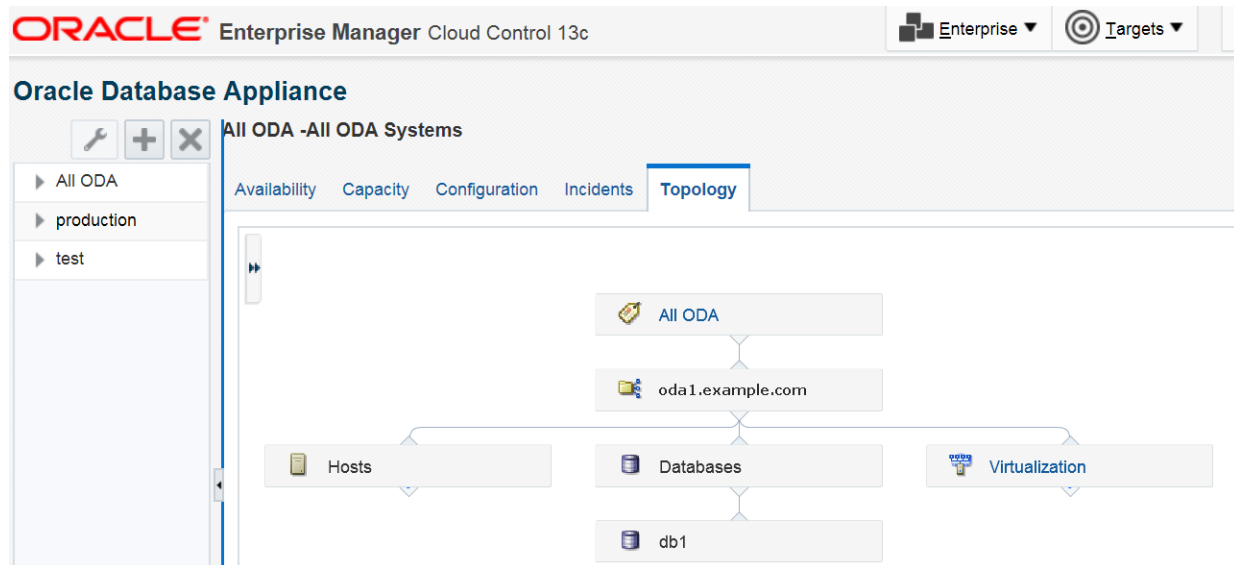 ORACLE Enterprise Manager Cloud Control 13c Enterprise Targets
Oracle Database Appliance
All ODA -All ODA Systems
All ODA
production
test
Availability Capacity Configuration Incidents Topology
All ODA
oda1.example.com
Hosts Databases Virtualization
db1